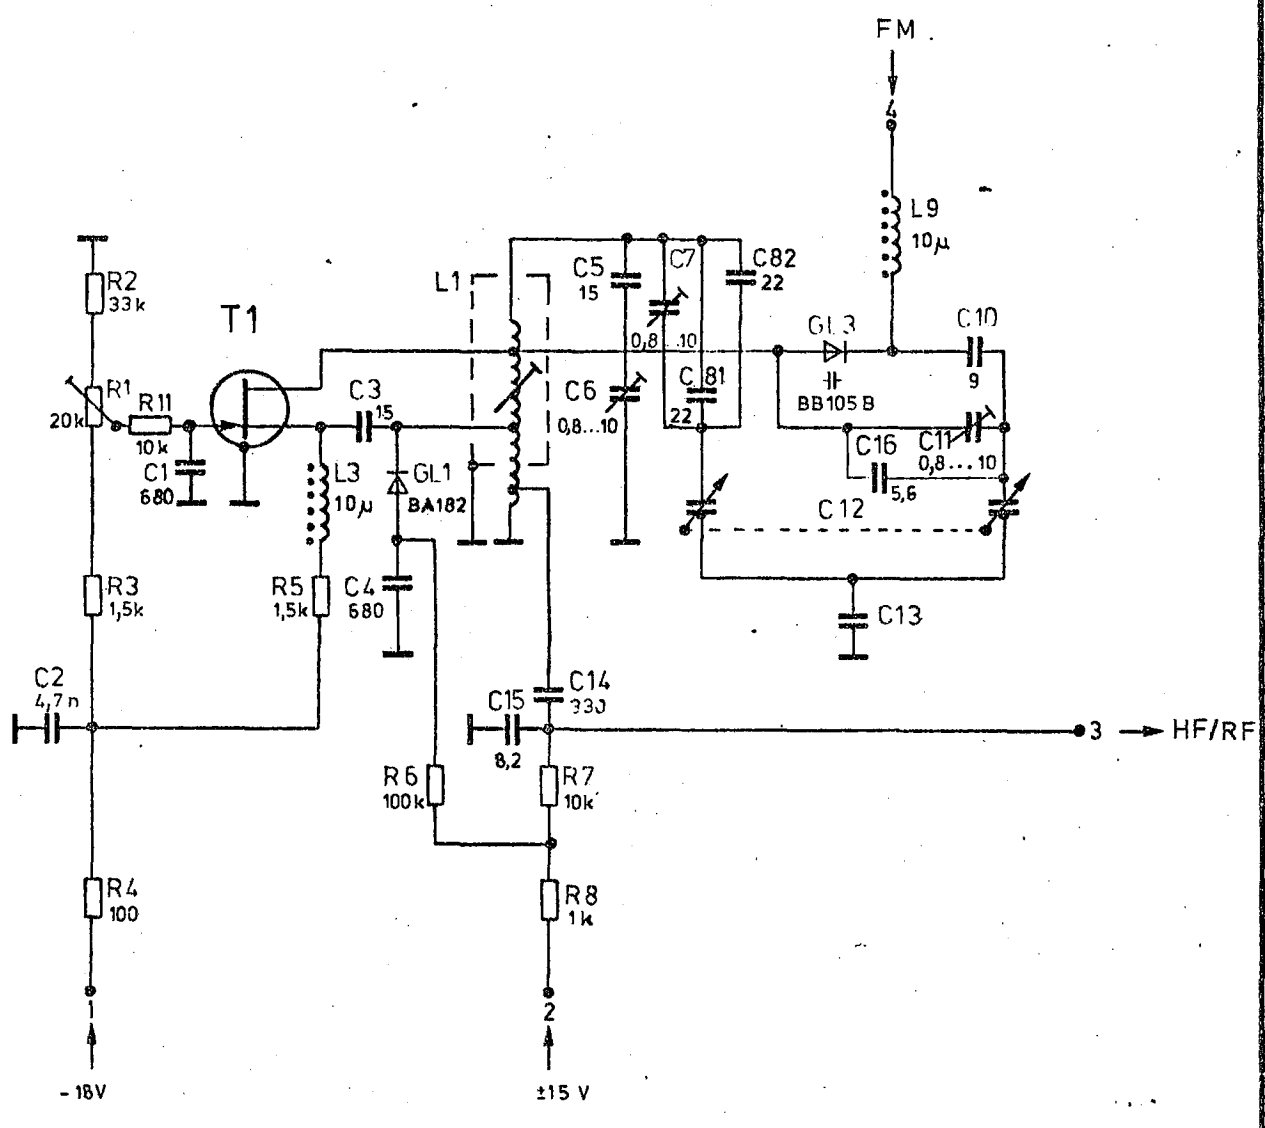 FM
4
L9
10µ
R2
33k
T1
L1
C5
15
C7
0,8...10
C82
22
GL3
BB105B
C10
9
R1
20k
R11
10k
C1
680
C3
15
C6
0,8...10
C81
22
C16
5,6
C11
0,8...10
L3
10µ
GL1
BA182
C12
R3
1,5k
R5
1,5k
C4
680
C13
C2
4,7n
C15
8,2
C14
330
3
HF/RF
R6
100k
R7
10k
R4
100
R8
1k
1
2
-18V
±15 V